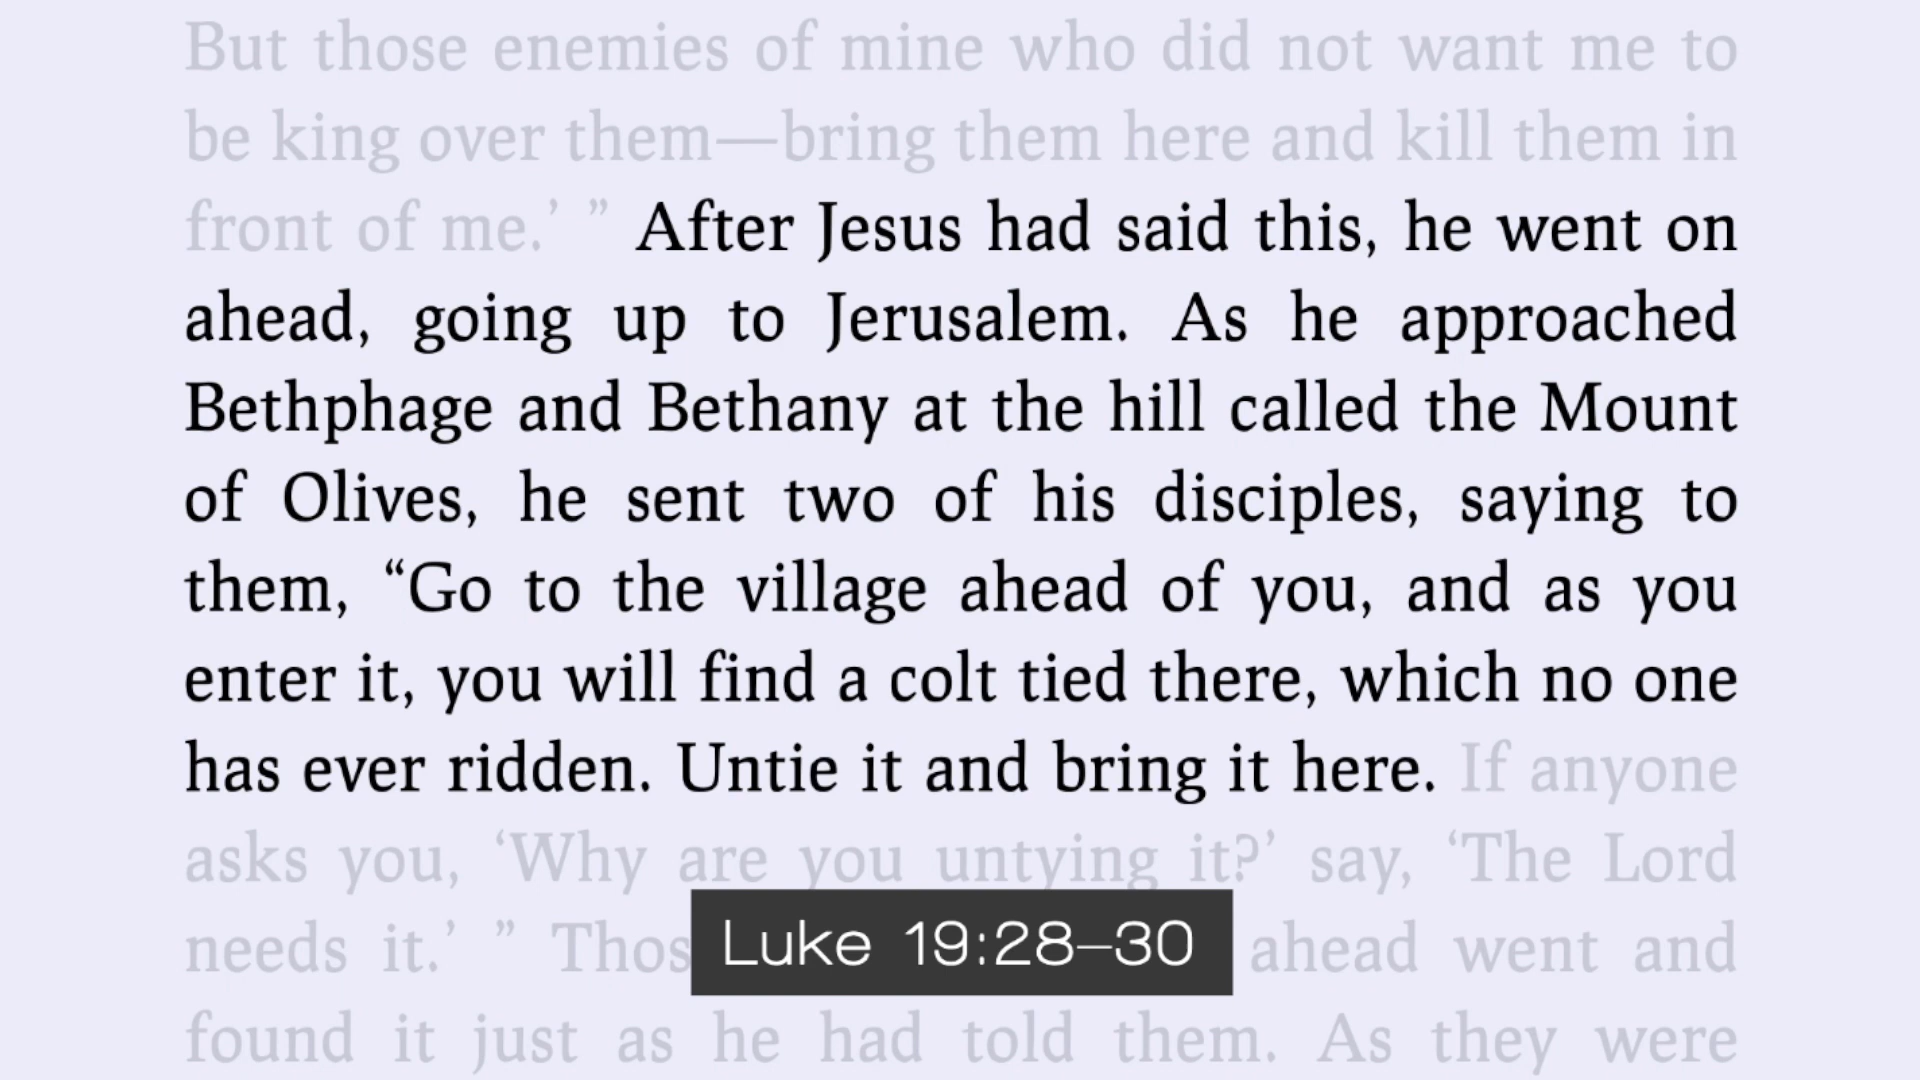 But those enemies of mine who did not want me to
be king over them—bring them here and kill them in
front of me.’ ” After Jesus had said this, he went on
ahead, going up to Jerusalem. As he approached
Bethphage and Bethany at the hill called the Mount
of Olives, he sent two of his disciples, saying to
them, “Go to the village ahead of you, and as you
enter it, you will find a colt tied there, which no one
has ever ridden. Untie it and bring it here. If anyone
asks you, ‘Why are you untying it?’ say, ‘The Lord
needs it.’ ” ahead went and
Luke 19:28–30
found it just as he had told them. As they were